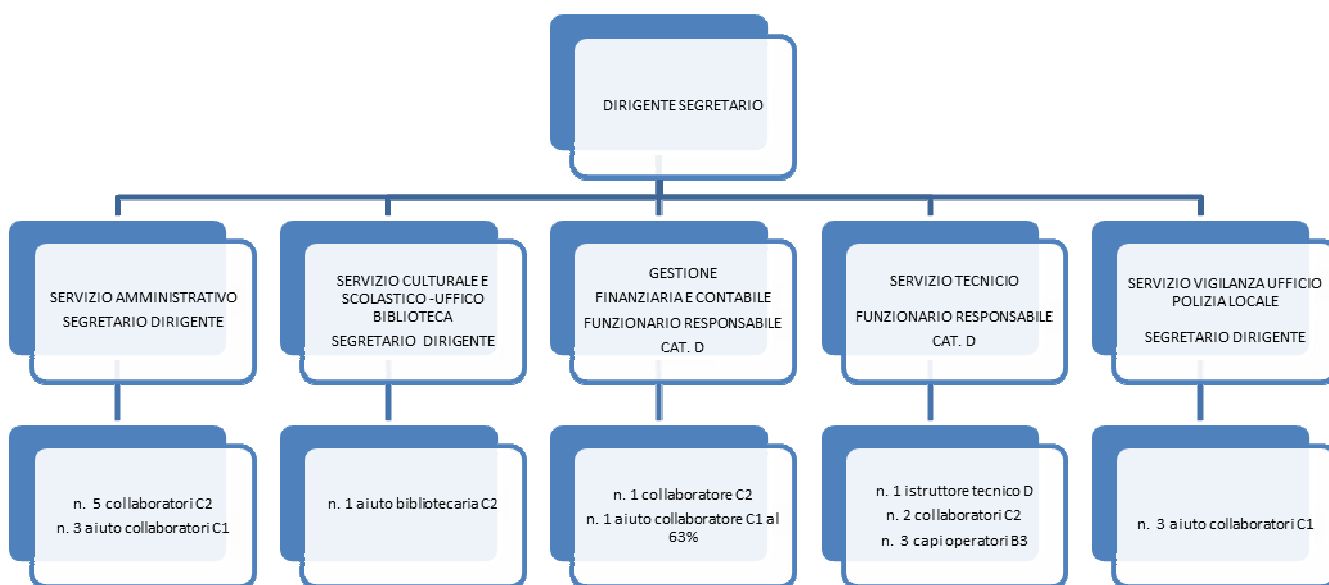 DIRIGENTE SEGRETARIO
SERVIZIO AMMINISTRATIVO
SEGRETARIO DIRIGENTE
SERVIZIO CULTURALE E
SCOLASTICO -UFFICO
BIBLIOTECA
SEGRETARIO DIRIGENTE
GESTIONE
FINANZIARIA E CONTABILE
FUNZIONARIO RESPONSABILE
CAT. D
SERVIZIO TECNICIO
FUNZIONARIO RESPONSABILE
CAT. D
SERVIZIO VIGILANZA UFFICIO
POLIZIA LOCALE
SEGRETARIO DIRIGENTE
n. 5 collaboratori C2
n. 3 aiuto collaboratori C1
n. 1 aiuto bibliotecaria C2
n. 1 collaboratore C2
n. 1 aiuto collaboratore C1 al
63%
n. 1 istruttore tecnico D
n. 2 collaboratori C2
n. 3 capi operatori B3
n. 3 aiuto collaboratori C1